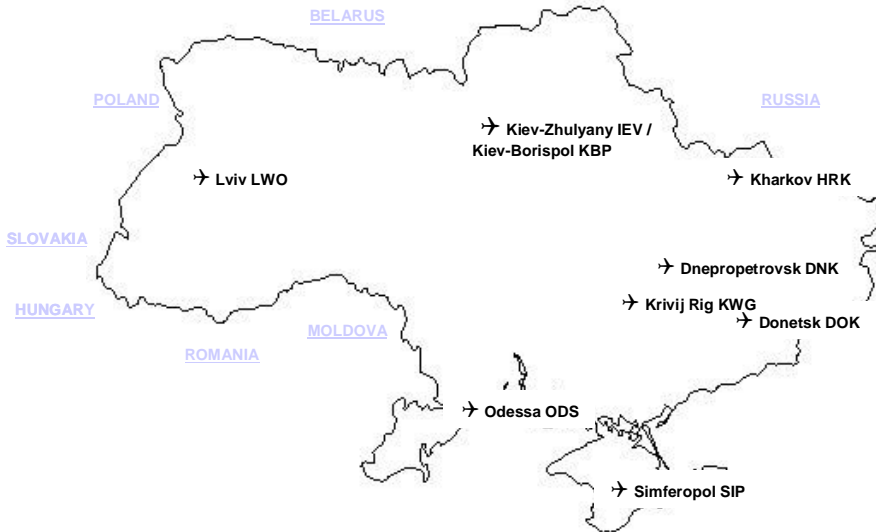 BELARUS
POLAND
RUSSIA
Kiev-Zhulyany IEV /
Kiev-Borispol KBP
Lviv LWO
Kharkov HRK
SLOVAKIA
Dnepropetrovsk DNK
HUNGARY
Krivij Rig KWG
Donetsk DOK
MOLDOVA
ROMANIA
Odessa ODS
Simferopol SIP